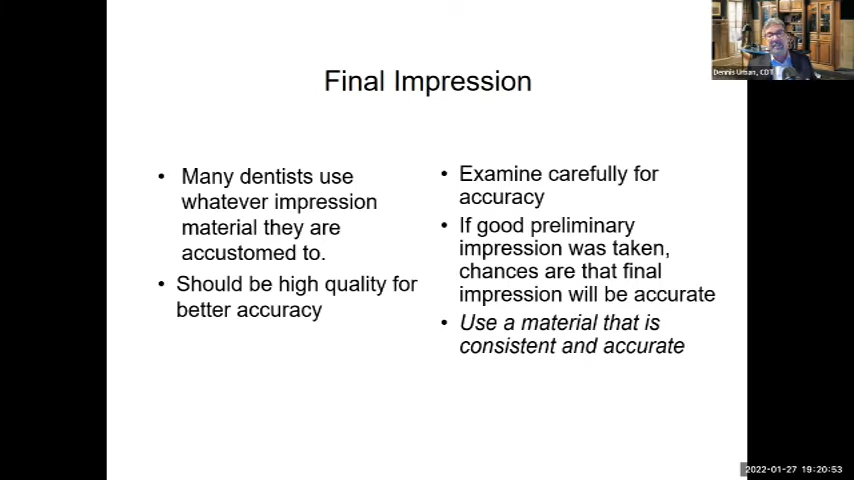 Dennis Urban, CDT
Final Impression
• Many dentists use
whatever impression
material they are
accustomed to.
• Should be high quality for
better accuracy
• Examine carefully for
accuracy
• If good preliminary
impression was taken,
chances are that final
impression will be accurate
• Use a material that is
consistent and accurate
2022-01-27 19:20:53